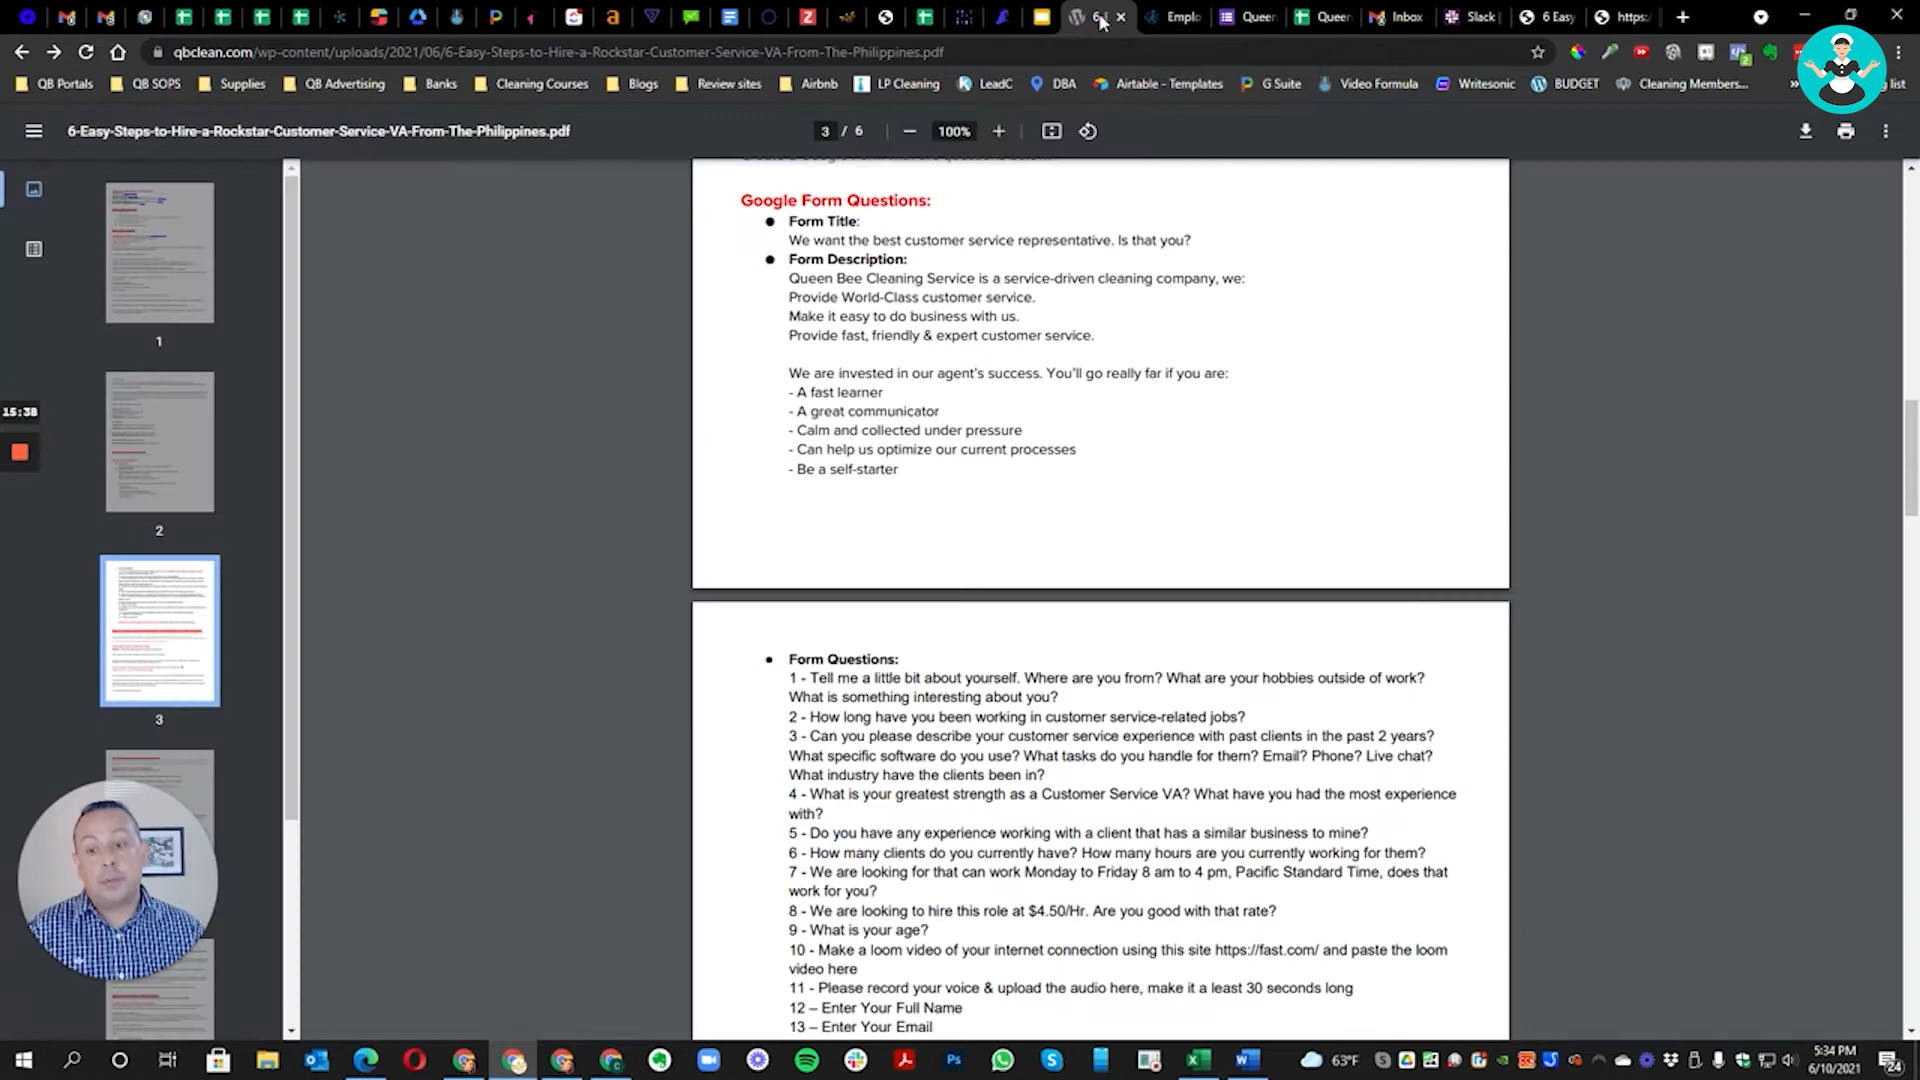 6
Emplo
Queer
Queer
Inbox
Slack
6 Easy
https:
qbclean.com/wp-content/uploads/2021/06/6-Easy-Steps-to-Hire-a-Rockstar-Customer-Service-VA-From-The-Philippines.pdf
QB Portals
QB SOPS
Supplies
QB Advertising
Banks
Cleaning Courses
Blogs
Review sites
Airbnb
LP Cleaning
LeadC
DBA
Airtable - Templates
G Suite
Video Formula
Writesonic
BUDGET
Cleaning Members...
»
g list
6-Easy-Steps-to-Hire-a-Rockstar-Customer-Service-VA-From-The-Philippines.pdf
3 / 6
100%
Google Form Questions:
● Form Title:
We want the best customer service representative. Is that you?
● Form Description:
Queen Bee Cleaning Service is a service-driven cleaning company, we:
Provide World-Class customer service.
Make it easy to do business with us.
Provide fast, friendly & expert customer service.
We are invested in our agent's success. You'll go really far if you are:
- A fast learner
- A great communicator
- Calm and collected under pressure
- Can help us optimize our current processes
- Be a self-starter
1
2
3
15:38
● Form Questions:
1 - Tell me a little bit about yourself. Where are you from? What are your hobbies outside of work?
What is something interesting about you?
2 - How long have you been working in customer service-related jobs?
3 - Can you please describe your customer service experience with past clients in the past 2 years?
What specific software do you use? What tasks do you handle for them? Email? Phone? Live chat?
What industry have the clients been in?
4 - What is your greatest strength as a Customer Service VA? What have you had the most experience
with?
5 - Do you have any experience working with a client that has a similar business to mine?
6 - How many clients do you currently have? How many hours are you currently working for them?
7 - We are looking for that can work Monday to Friday 8 am to 4 pm, Pacific Standard Time, does that
work for you?
8 - We are looking to hire this role at $4.50/Hr. Are you good with that rate?
9 - What is your age?
10 - Make a loom video of your internet connection using this site https://fast.com/ and paste the loom
video here
11 - Please record your voice & upload the audio here, make it a least 30 seconds long
12 – Enter Your Full Name
13 – Enter Your Email
63°F
5:34 PM
6/10/2021
24